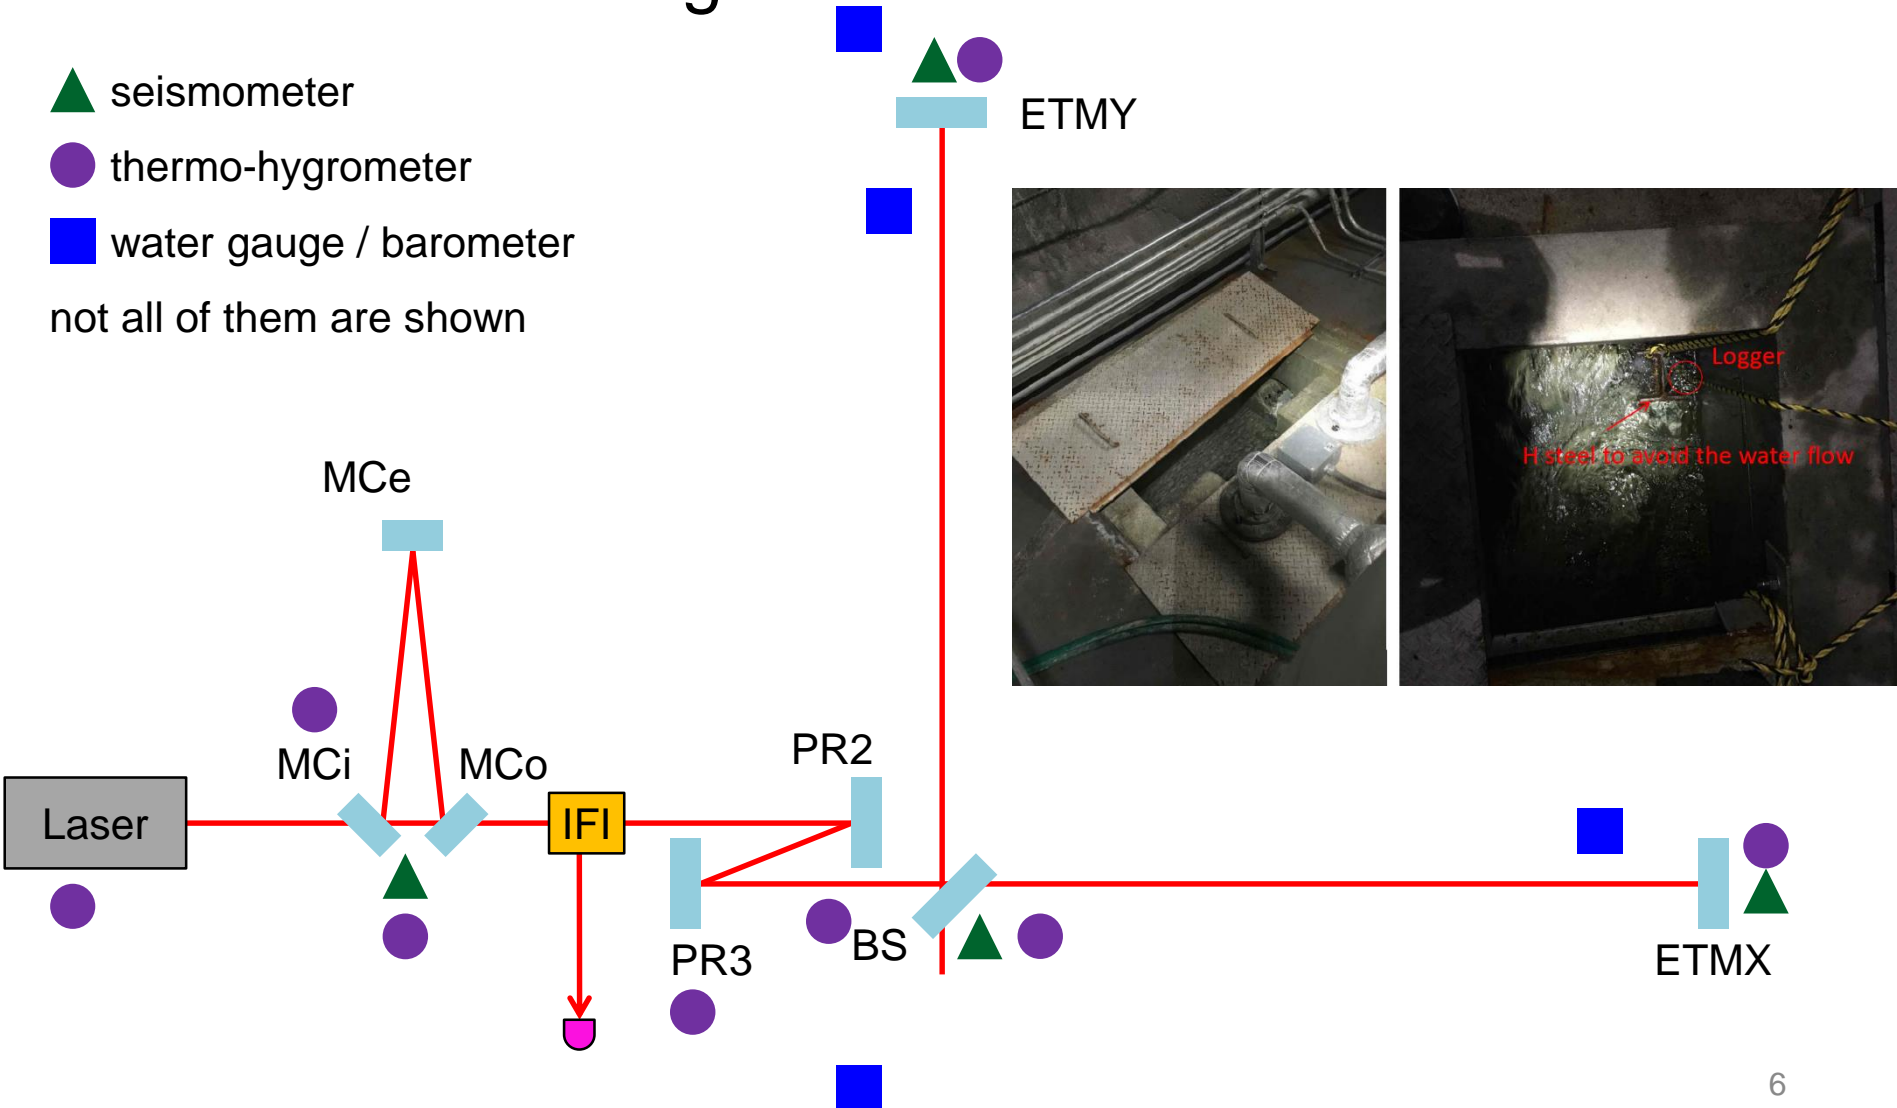 seismometer
thermo-hygrometer
water gauge / barometer
not all of them are shown
ETMY
Logger
H steel to avoid the water flow
MCe
MCi
MCo
PR2
Laser
IFI
BS
PR3
ETMX
6